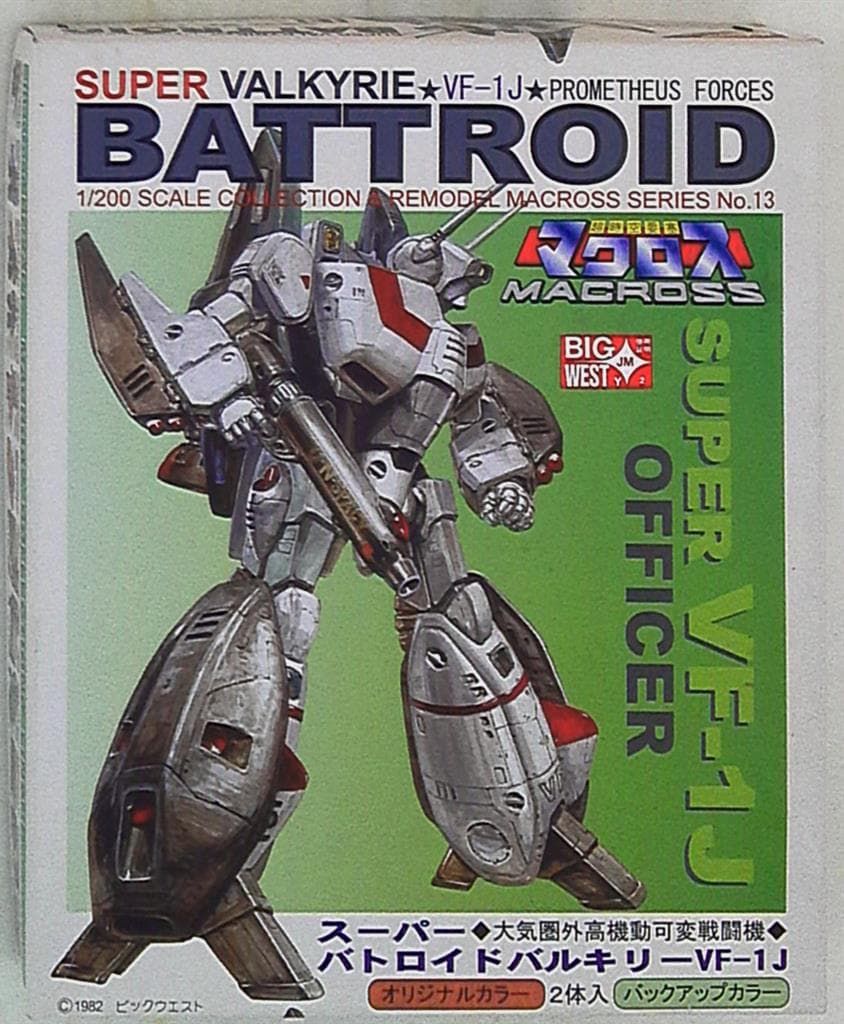 SUPER VALKYRIE★VF-1J★PROMETHEUS FORCES
BATTROID
1/200 SCALE COLLECTION & REMODEL MACROSS SERIES No.13
超時空要塞
マクロス
MACROSS
BIG
WEST
JM
Y 2
SUPER VF-1J
OFFICER
スーパー◆大気圏外高機動可変戦闘機◆
バトロイドバルキリーVF-1J
オリジナルカラー 2体入 バックアップカラー
©1982 ビックウエスト